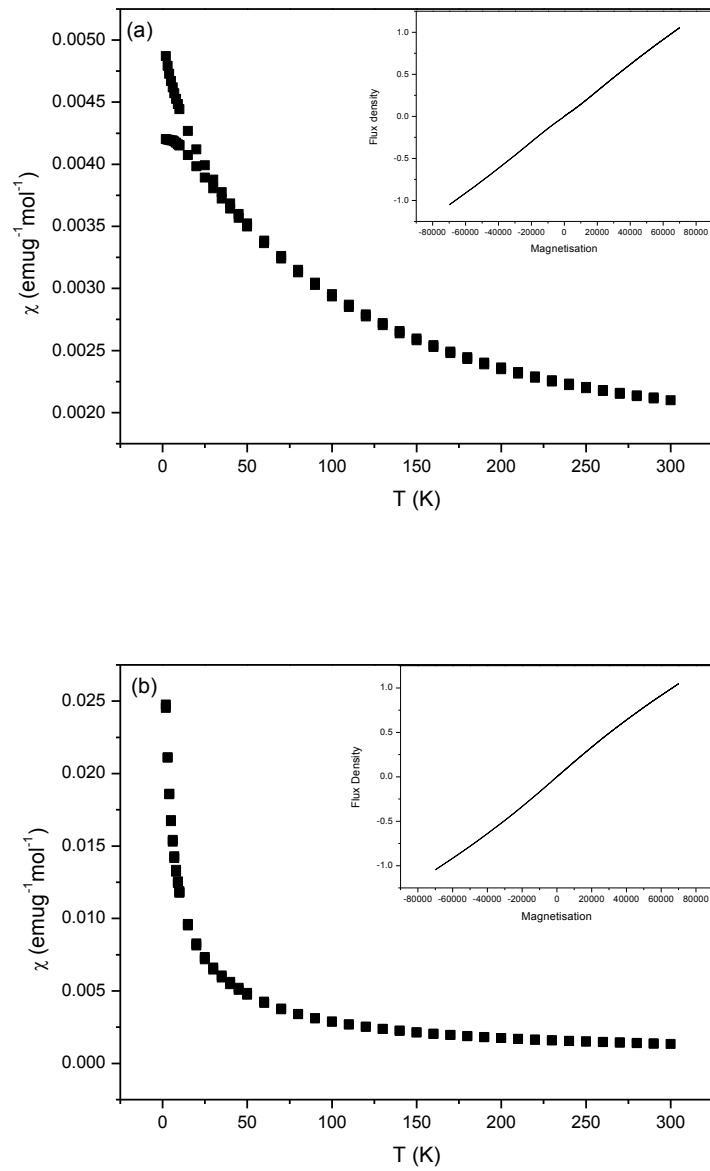 (a)
0.0050
0.0045
0.0040
0.0035
0.0030
0.0025
0.0020
χ (emug⁻¹mol⁻¹)
0 50 100 150 200 250 300
T (K)
1.0
0.5
0.0
-0.5
-1.0
Flux density
-80000 -60000 -40000 -20000 0 20000 40000 60000 80000
Magnetisation
(b)
0.025
0.020
0.015
0.010
0.005
0.000
χ (emug⁻¹mol⁻¹)
0 50 100 150 200 250 300
T (K)
1.0
0.5
0.0
-0.5
-1.0
Flux Density
-80000 -60000 -40000 -20000 0 20000 40000 60000 80000
Magnetisation